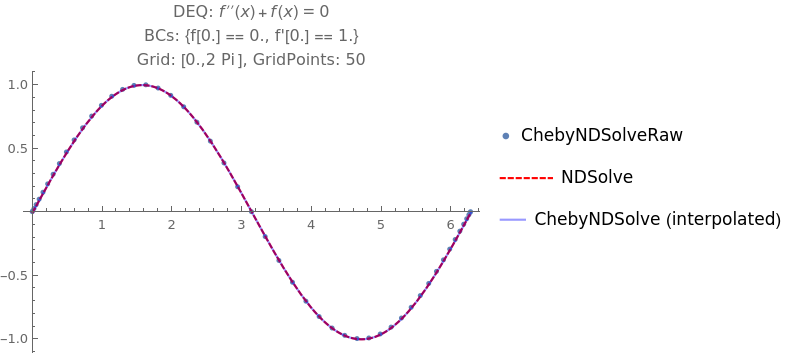 DEQ: f′′(x)+f(x) = 0
BCs: {f[0.] == 0., f'[0.] == 1.}
Grid: [0.,2 Pi], GridPoints: 50
1.0
0.5
-0.5
-1.0
1 2 3 4 5 6
ChebyNDSolveRaw
NDSolve
ChebyNDSolve (interpolated)